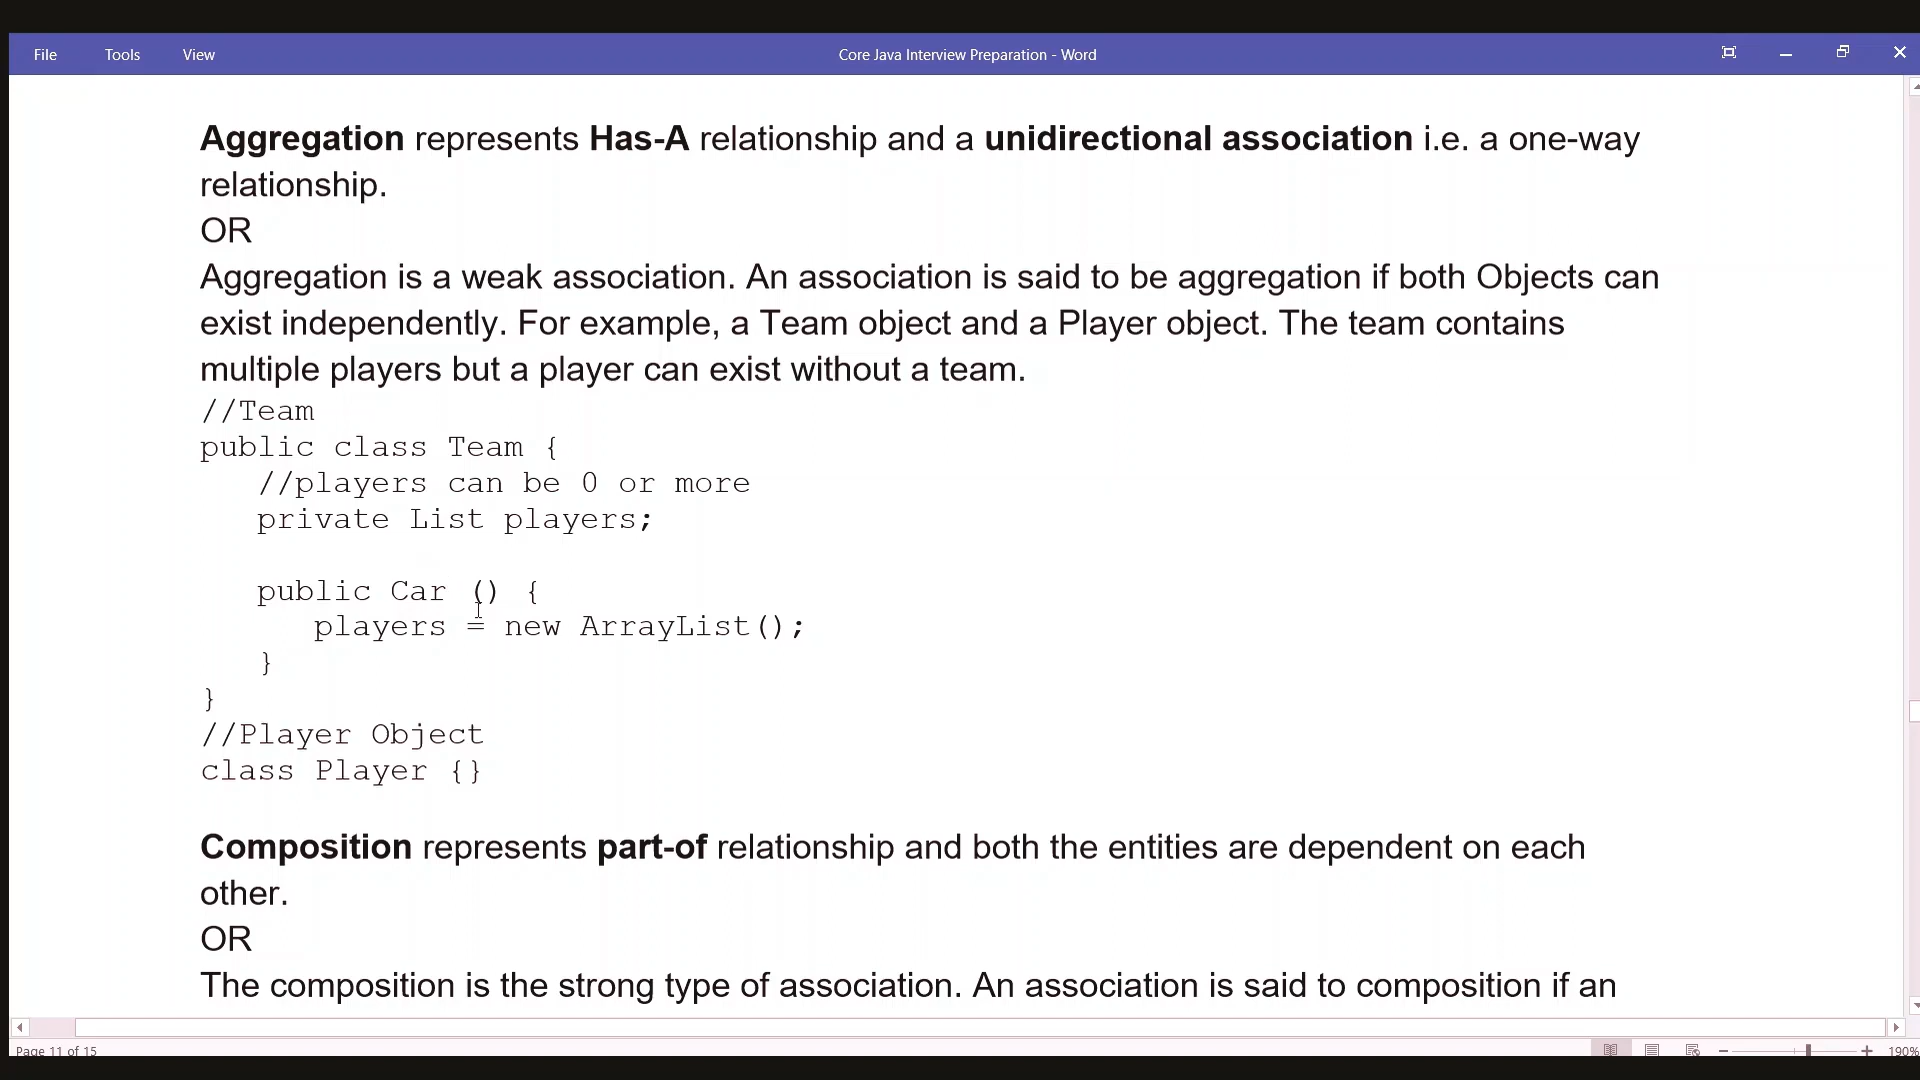 File Tools View Core Java Interview Preparation - Word
Aggregation represents Has-A relationship and a unidirectional association i.e. a one-way
relationship.
OR
Aggregation is a weak association. An association is said to be aggregation if both Objects can
exist independently. For example, a Team object and a Player object. The team contains
multiple players but a player can exist without a team.
//Team
public class Team {
//players can be 0 or more
private List players;
public Car () {
players = new ArrayList();
}
}
//Player Object
class Player {}
Composition represents part-of relationship and both the entities are dependent on each
other.
OR
The composition is the strong type of association. An association is said to composition if an
Page 11 of 15 190%